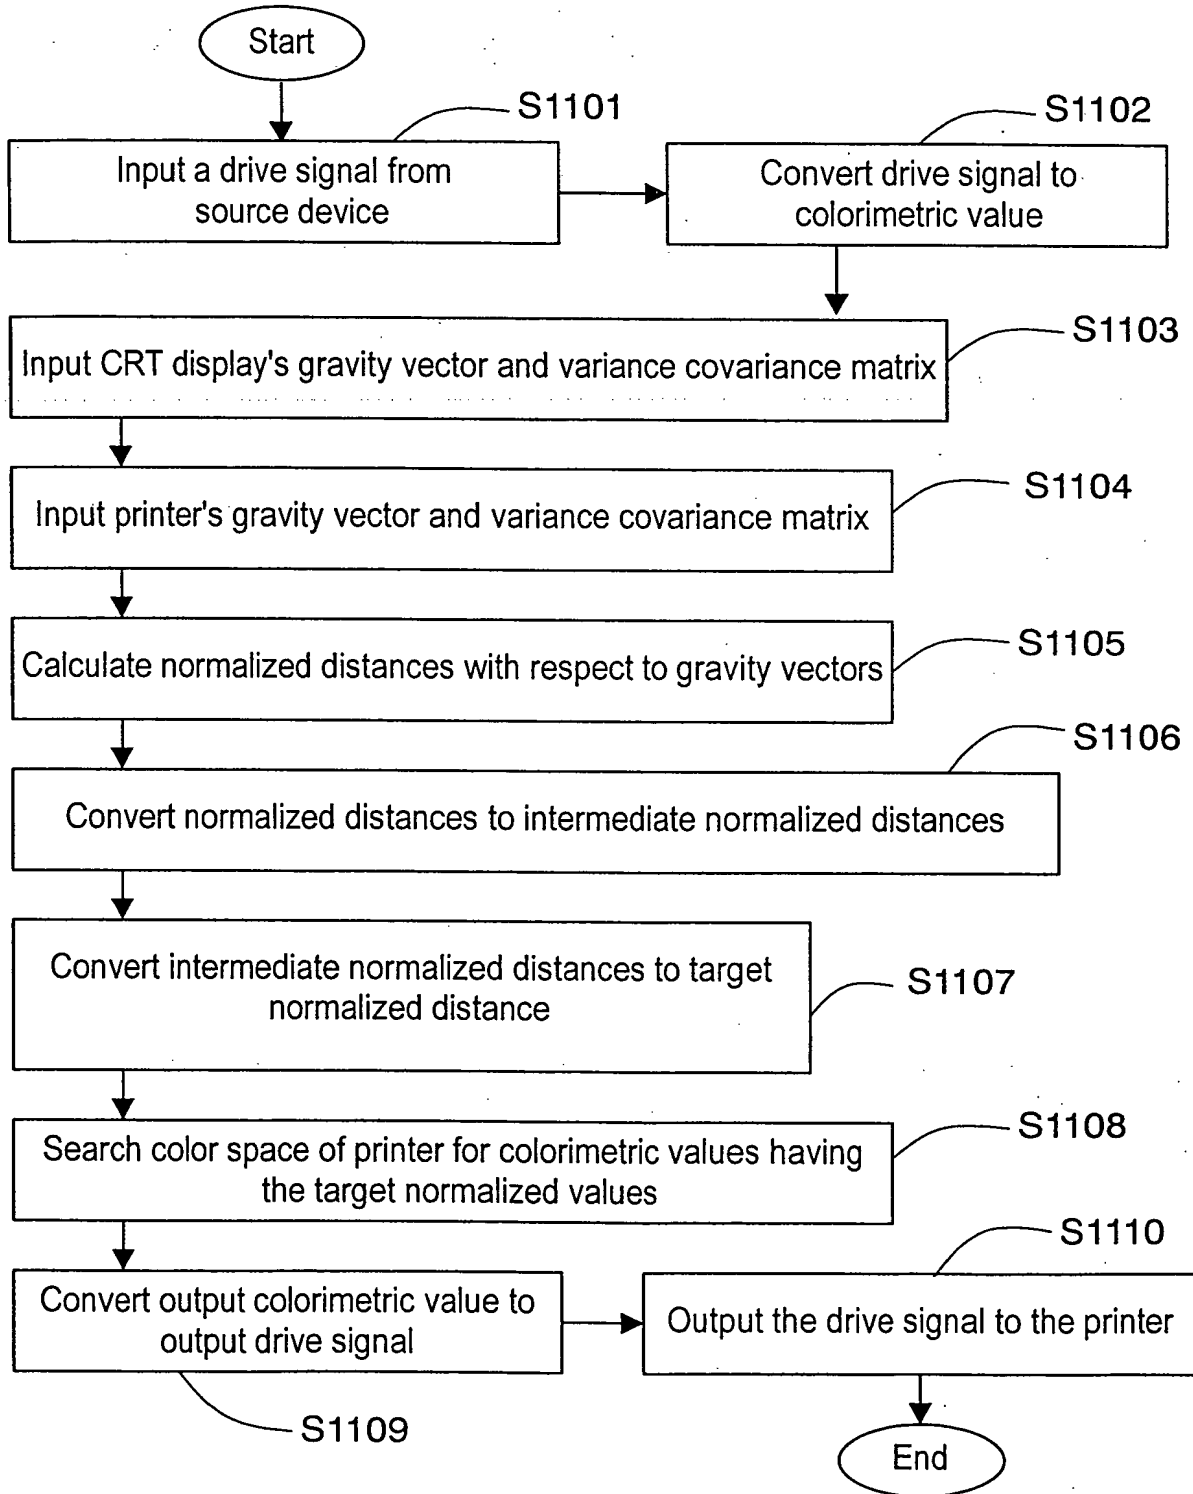 Start
S1101
S1102
Input a drive signal from
source device
Convert drive signal to
colorimetric value
S1103
Input CRT display's gravity vector and variance covariance matrix
S1104
Input printer's gravity vector and variance covariance matrix
S1105
Calculate normalized distances with respect to gravity vectors
S1106
Convert normalized distances to intermediate normalized distances
Convert intermediate normalized distances to target
normalized distance
S1107
S1108
Search color space of printer for colorimetric values having
the target normalized values
S1110
Convert output colorimetric value to
output drive signal
Output the drive signal to the printer
S1109
End